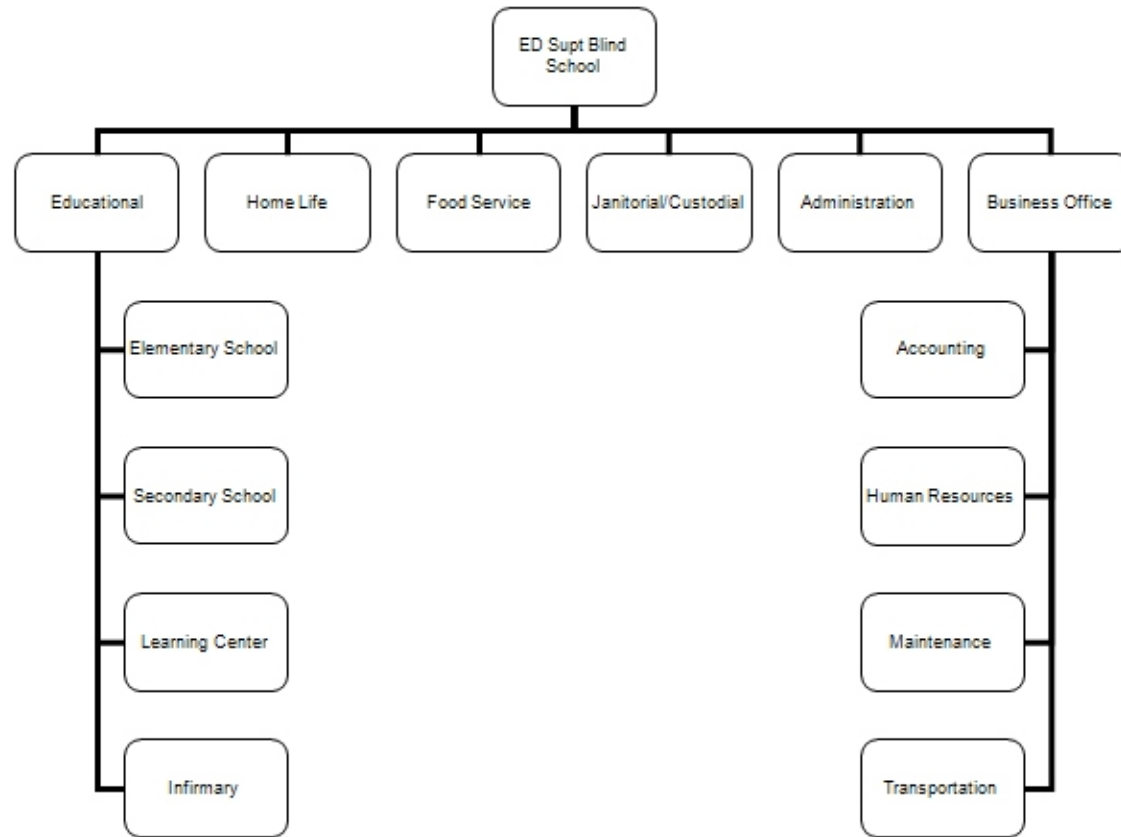 ED Supt Blind
School
Educational
Home Life
Food Service
Janitorial/Custodial
Administration
Business Office
Elementary School
Accounting
Secondary School
Human Resources
Learning Center
Maintenance
Infirmary
Transportation